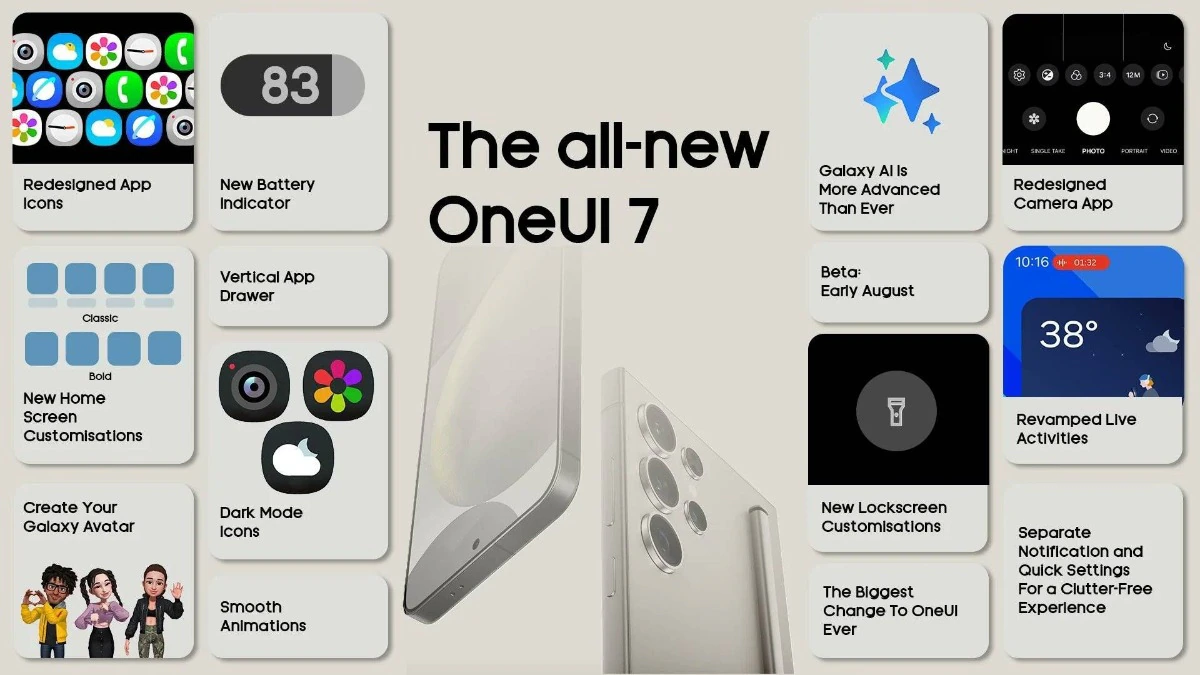 Redesigned App
Icons
83
New Battery
Indicator
The all-new
OneUI 7
Galaxy AI Is
More Advanced
Than Ever
3:4
12M
NIGHT
SINGLE TAKE
PHOTO
PORTRAIT
VIDEO
Redesigned
Camera App
Classic
Bold
New Home
Screen
Customisations
Vertical App
Drawer
Beta:
Early August
10:16
01:32
38°
Revamped Live
Activities
Dark Mode
Icons
New Lockscreen
Customisations
Create Your
Galaxy Avatar
Smooth
Animations
The Biggest
Change To OneUI
Ever
Separate
Notification and
Quick Settings
For a Clutter-Free
Experience